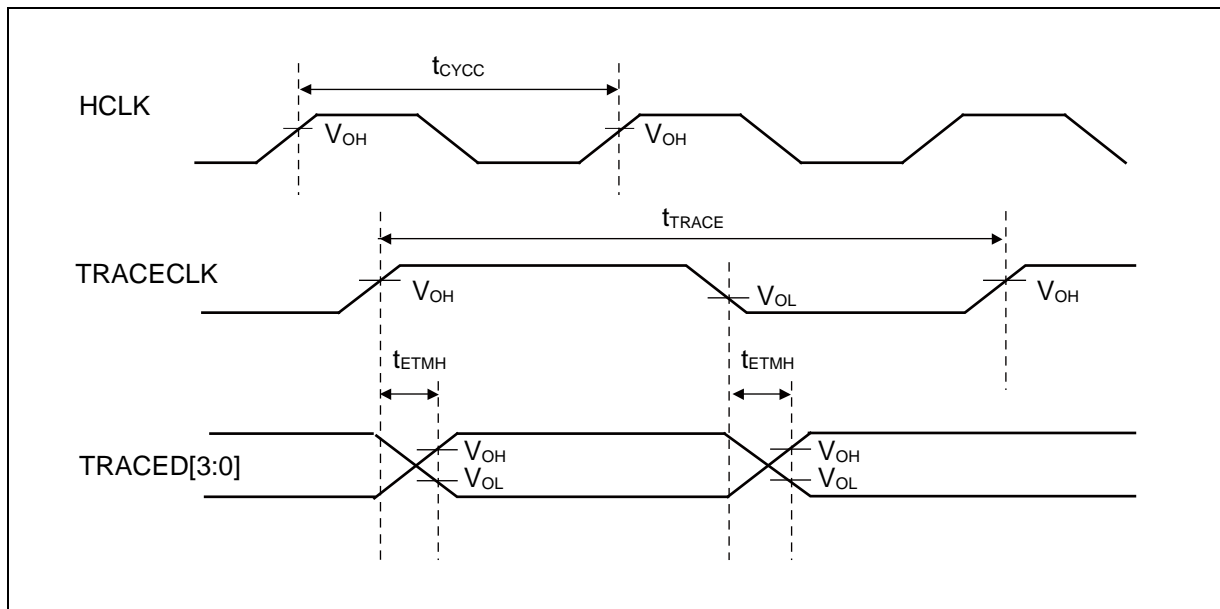 tCYCC
HCLK
VOH
VOH
tTRACE
TRACECLK
VOH
VOL
VOH
tETMH
tETMH
TRACED[3:0]
VOH
VOL
VOH
VOL